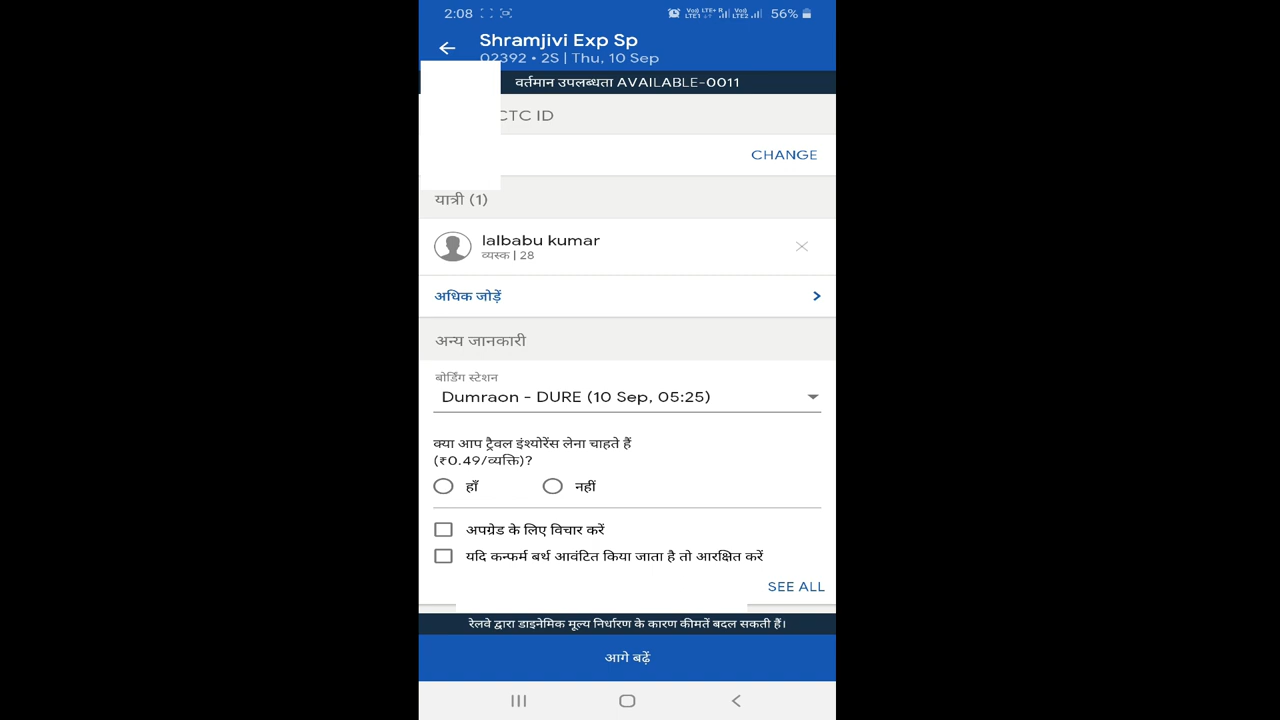 2:08
56%
Shramjivi Exp Sp
02392 • 2S | Thu, 10 Sep
वर्तमान उपलब्धता AVAILABLE-0011
CTC ID
CHANGE
यात्री (1)
lalbabu kumar
व्यस्क | 28
अधिक जोड़ें
अन्य जानकारी
बोर्डिंग स्टेशन
Dumraon - DURE (10 Sep, 05:25)
क्या आप ट्रैवल इंश्योरेंस लेना चाहते हैं
(₹0.49/व्यक्ति)?
हाँ नहीं
अपग्रेड के लिए विचार करें
यदि कन्फर्म बर्थ आवंटित किया जाता है तो आरक्षित करें
SEE ALL
रेलवे द्वारा डाइनेमिक मूल्य निर्धारण के कारण कीमतें बदल सकती हैं।
आगे बढ़ें